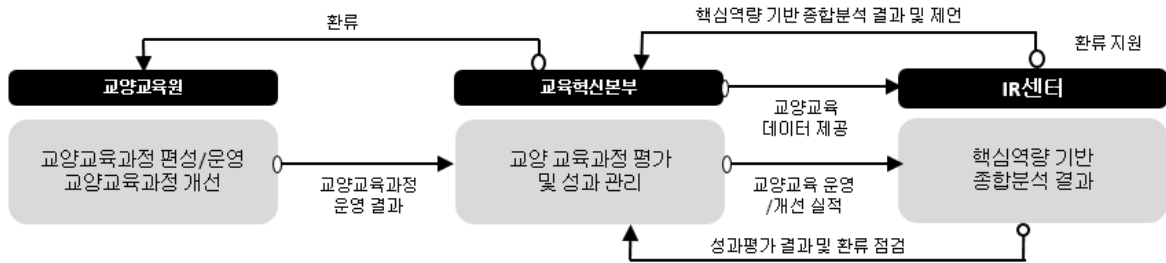 핵심역량 기반 종합분석 결과 및 제언
환류
환류 지원
교양교육원
교육혁신본부
IR센터
교양교육
데이터 제공
교양교육과정 편성/운영
교양교육과정 개선
교양교육과정
운영 결과
교양 교육과정 평가
및 성과 관리
교양교육 운영
/개선 실적
핵심역량 기반
종합분석 결과
성과평가 결과 및 환류 점검